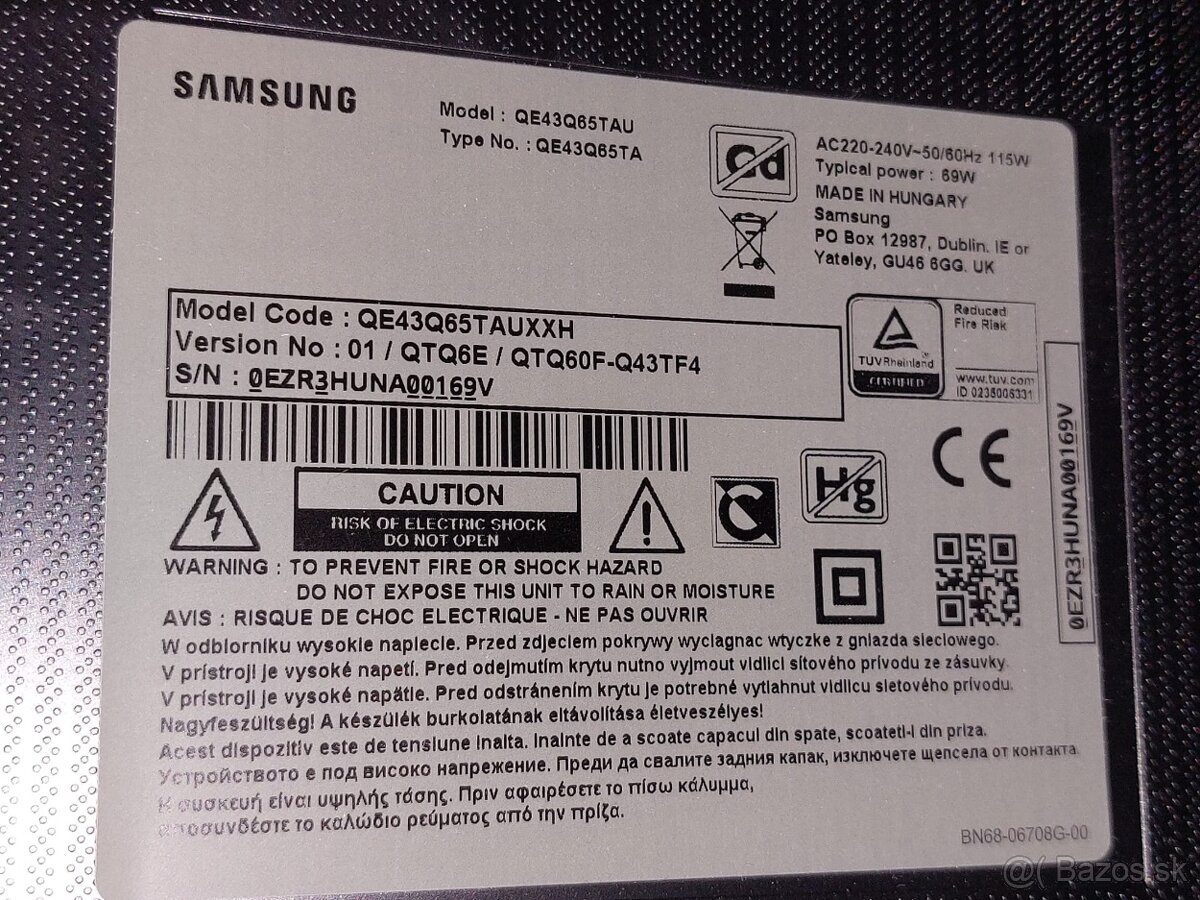 SAMSUNG
Model : QE43Q65TAU
Type No. : QE43Q65TA
Cd
AC220-240V~50/60Hz 115W
Typical power : 69W
MADE IN HUNGARY
Samsung
PO Box 12987, Dublin. IE or
Yateley, GU46 6GG. UK
Model Code : QE43Q65TAUXXH
Version No : 01 / QTQ6E / QTQ60F-Q43TF4
S/N : 0EZR3HUNA00169V
TÜVRheinland
CERTIFIED
Reduced
Fire Risk
www.tuv.com
ID 0235005331
0EZR3HUNA00169V
CE
Hg
CAUTION
RISK OF ELECTRIC SHOCK
DO NOT OPEN
WARNING : TO PREVENT FIRE OR SHOCK HAZARD
DO NOT EXPOSE THIS UNIT TO RAIN OR MOISTURE
AVIS : RISQUE DE CHOC ELECTRIQUE - NE PAS OUVRIR
W odbiorniku wysokie napiecie. Przed zdjeciem pokrywy wyciagnac wtyczke z gniazda sieciowego.
V prístroji je vysoké napetí. Pred odejmutím krytu nutno vyjmout vidlici sítového prívodu ze zásuvky.
V prístroji je vysoké napätie. Pred odstránením krytu je potrebné vytiahnut vidlicu sietového prívodu.
Nagyfeszültség! A készülék burkolatának eltávolítása életveszélyes!
Acest dispozitiv este de tensiune inalta. Inainte de a scoate capacul din spate, scoateti-l din priza.
Устройството е под високо напрежение. Преди да свалите задния капак, изключете щепсела от контакта.
Η συσκευή είναι υψηλής τάσης. Πριν αφαιρέσετε το πίσω κάλυμμα,
αποσυνδέστε το καλώδιο ρεύματος από την πρίζα.
BN68-06708G-00
@( Bazos.sk